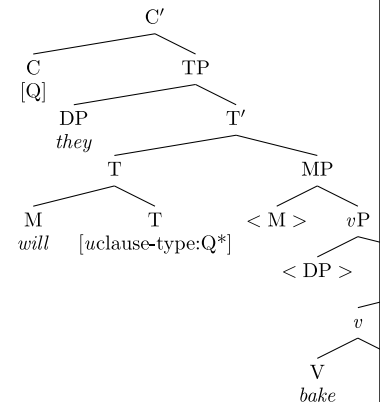 C′
C TP
[Q]
DP T′
they
T MP
M T < M > vP
will [uclause-type:Q*]
< DP >
v
V
bake